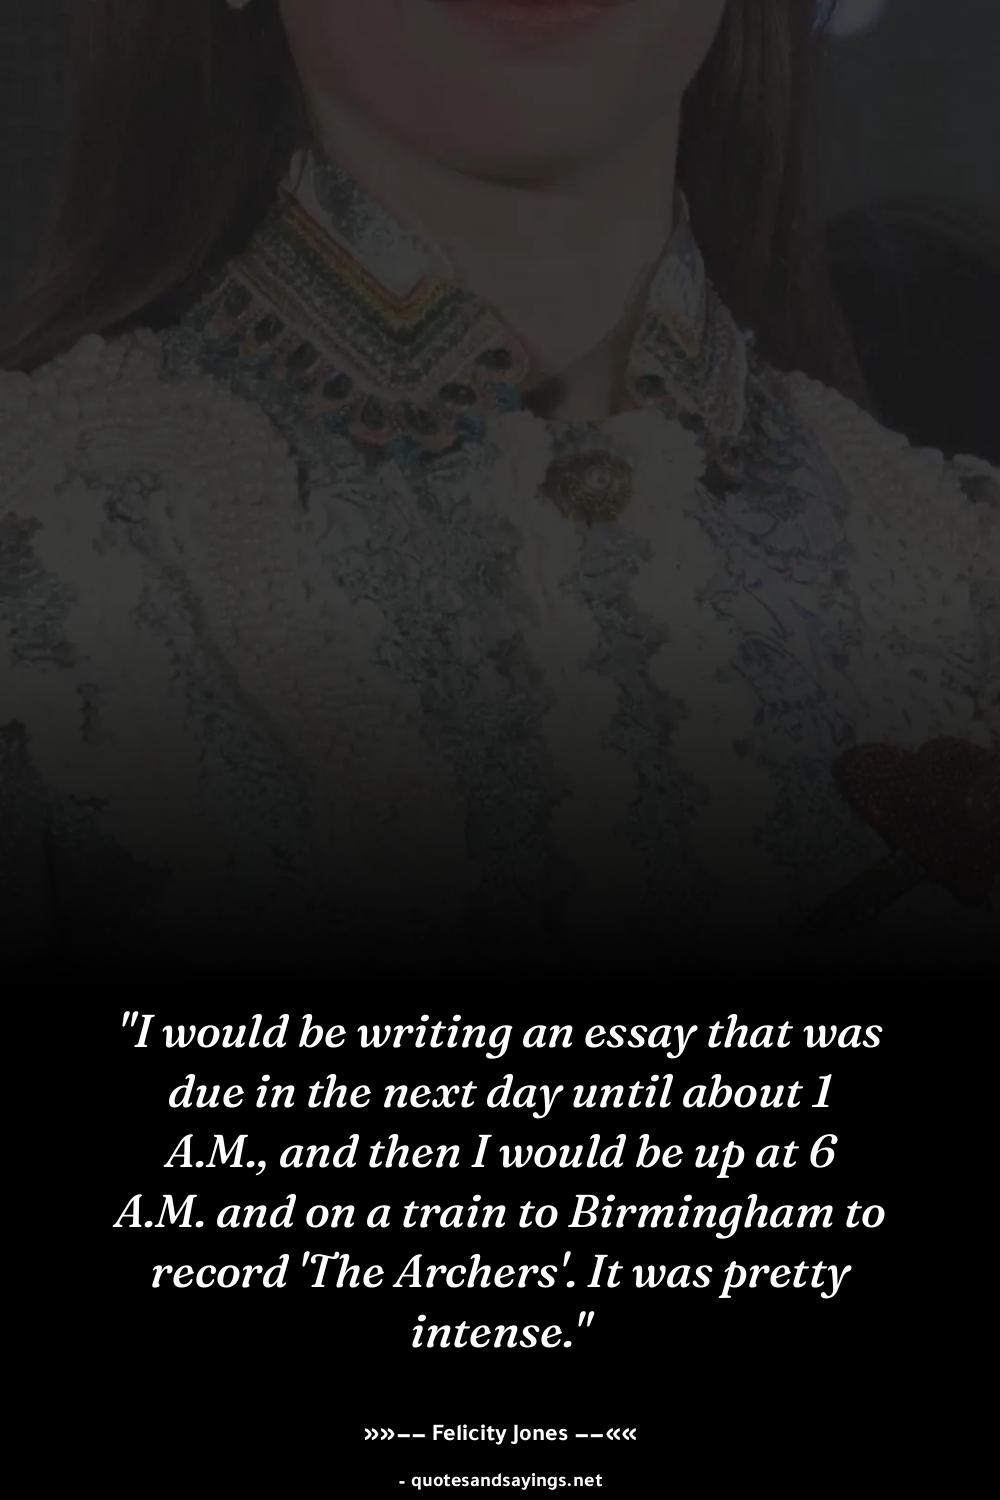 "I would be writing an essay that was
due in the next day until about 1
A.M., and then I would be up at 6
A.M. and on a train to Birmingham to
record 'The Archers'. It was pretty
intense."
»»−− Felicity Jones −−««
- quotesandsayings.net